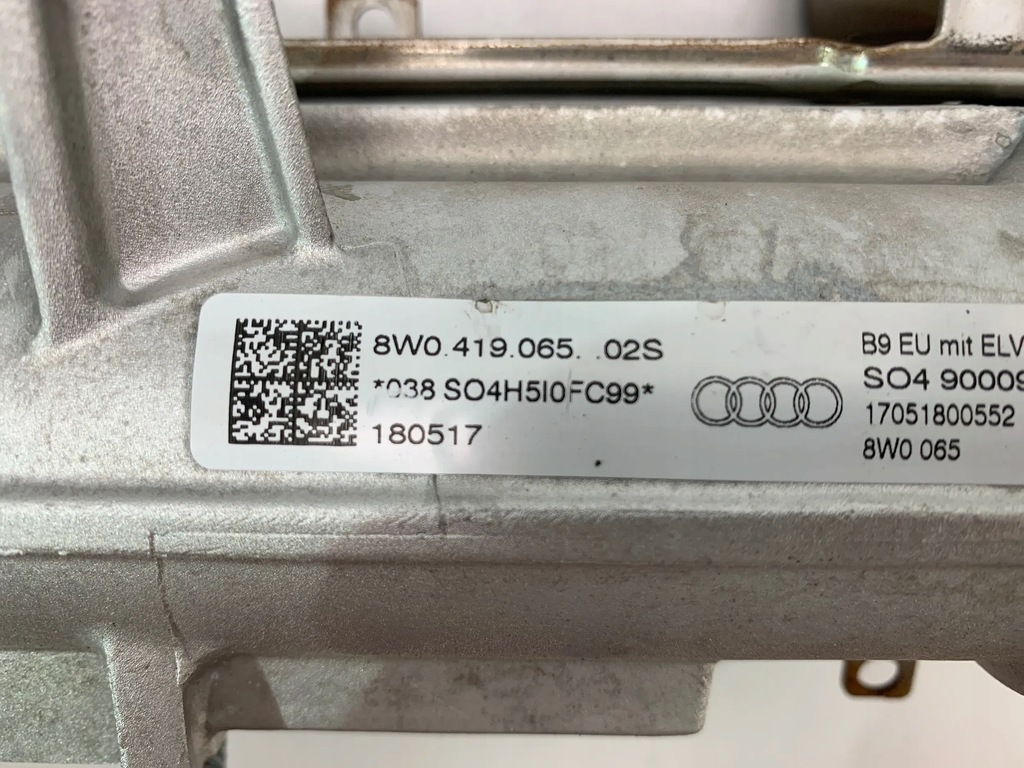 8W0.419.065. .02S
*038 SO4H5I0FC99*
180517
B9 EU mit ELV
SO4 90009
17051800552
8W0 065